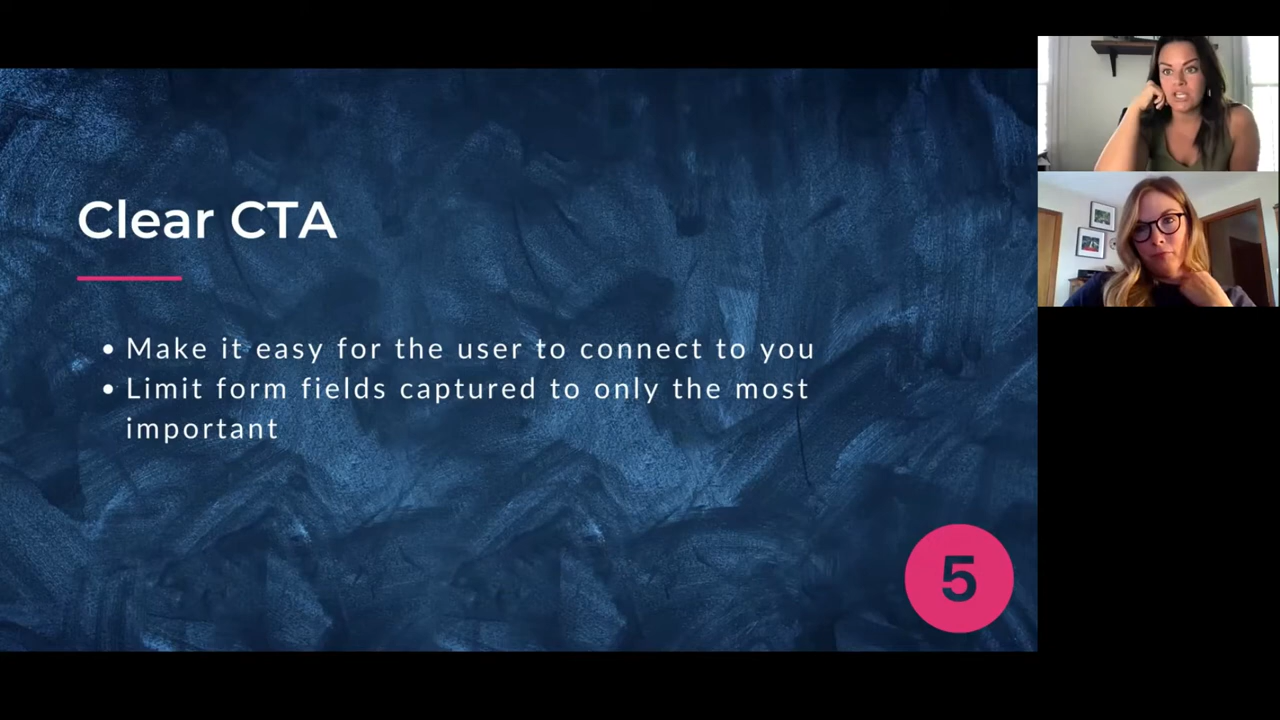 Clear CTA
• Make it easy for the user to connect to you
• Limit form fields captured to only the most
important
5